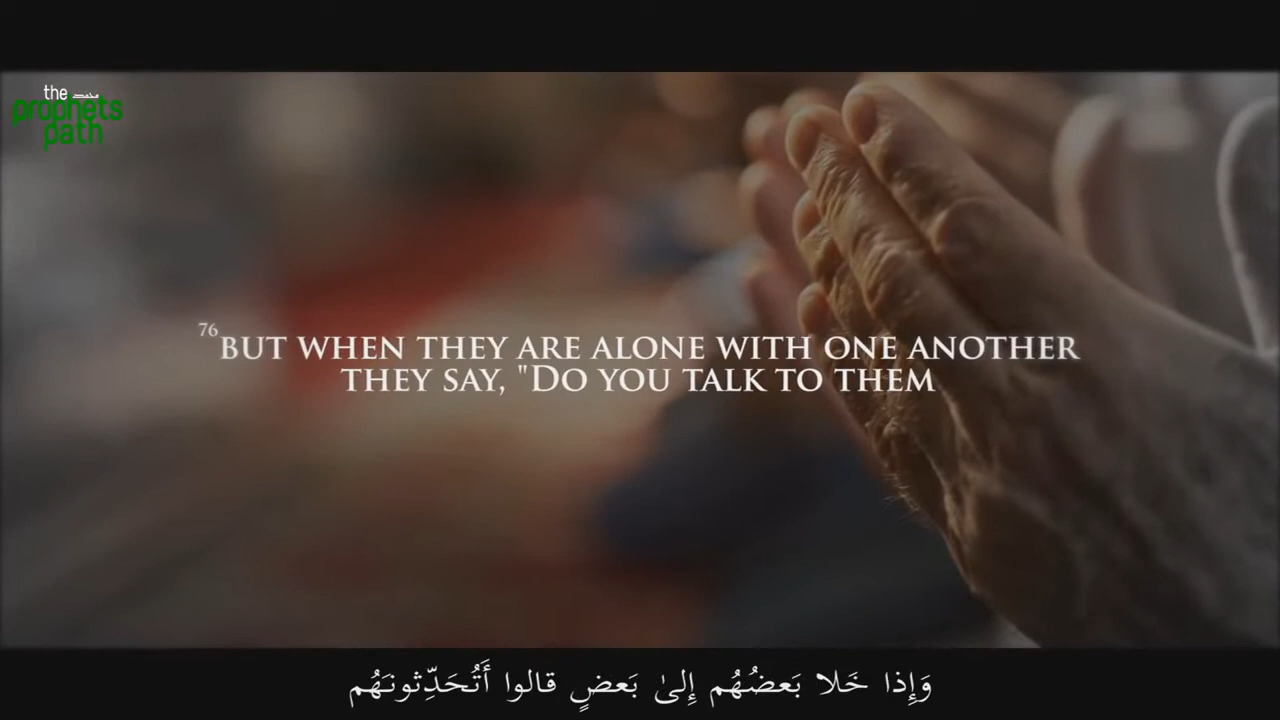 the
prophets
path
76 BUT WHEN THEY ARE ALONE WITH ONE ANOTHER
THEY SAY, "DO YOU TALK TO THEM
وَإِذا خَلا بَعضُهُم إِلىٰ بَعضٍ قالوا أَتُحَدِّثونَهُم